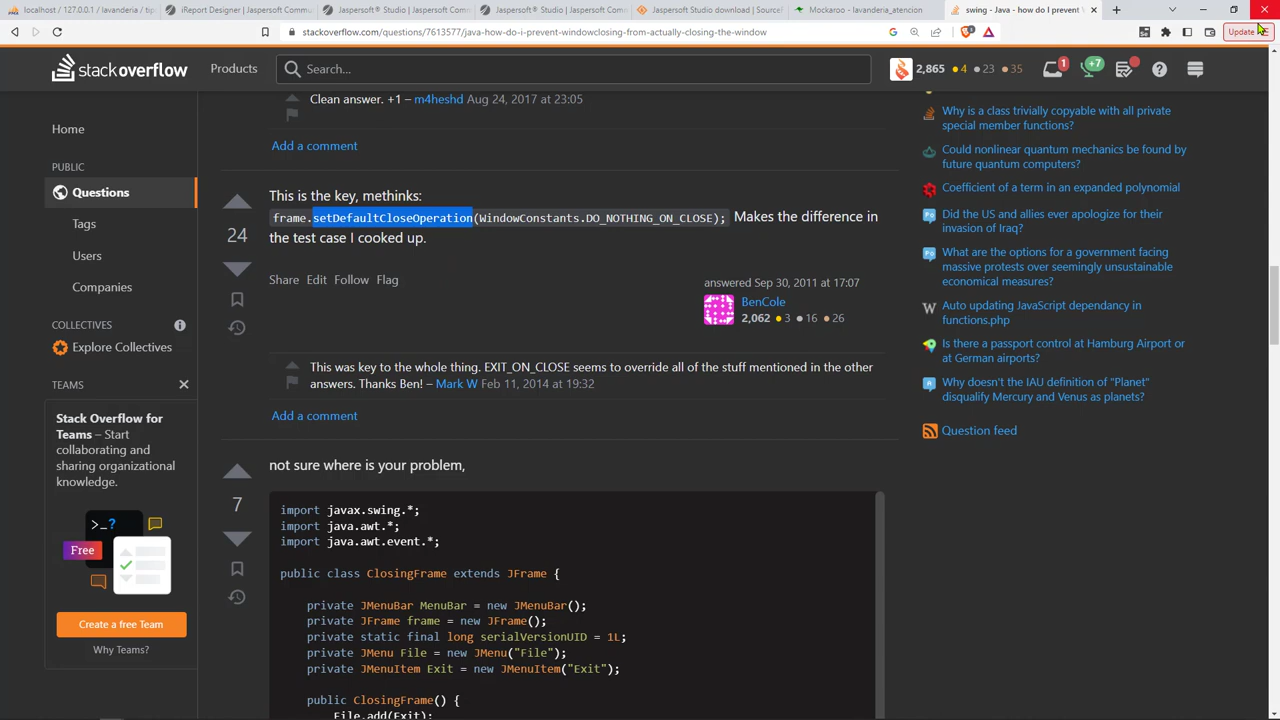 localhost / 127.0.0.1 / lavanderia / tip
iReport Designer | Jaspersoft Commu
Jaspersoft® Studio | Jaspersoft Comm
Jaspersoft® Studio | Jaspersoft Comm
Jaspersoft Studio download | SourceF
Mockaroo - lavanderia_atencion
swing - Java - how do I prevent W
stackoverflow.com/questions/7613577/java-how-do-i-prevent-windowclosing-from-actually-closing-the-window
Update
stackoverflow
Products
Search...
2,865 4 23 35
1
+7
Home
PUBLIC
Questions
Tags
Users
Companies
COLLECTIVES
Explore Collectives
TEAMS
Stack Overflow for
Teams – Start
collaborating and
sharing organizational
knowledge.
>_?
Free
Create a free Team
Why Teams?
Clean answer. +1 – m4heshd Aug 24, 2017 at 23:05
Add a comment
24
This is the key, methinks:
frame.setDefaultCloseOperation(WindowConstants.DO_NOTHING_ON_CLOSE); Makes the difference in
the test case I cooked up.
Share Edit Follow Flag
answered Sep 30, 2011 at 17:07
BenCole
2,062 3 16 26
This was key to the whole thing. EXIT_ON_CLOSE seems to override all of the stuff mentioned in the other
answers. Thanks Ben! – Mark W Feb 11, 2014 at 19:32
Add a comment
7
not sure where is your problem,
import javax.swing.*;
import java.awt.*;
import java.awt.event.*;
public class ClosingFrame extends JFrame {
private JMenuBar MenuBar = new JMenuBar();
private JFrame frame = new JFrame();
private static final long serialVersionUID = 1L;
private JMenu File = new JMenu("File");
private JMenuItem Exit = new JMenuItem("Exit");
public ClosingFrame() {
File.add(Exit);
Why is a class trivially copyable with all private
special member functions?
Could nonlinear quantum mechanics be found by
future quantum computers?
Coefficient of a term in an expanded polynomial
Did the US and allies ever apologize for their
invasion of Iraq?
What are the options for a government facing
massive protests over seemingly unsustainable
economical measures?
Auto updating JavaScript dependancy in
functions.php
Is there a passport control at Hamburg Airport or
at German airports?
Why doesn't the IAU definition of "Planet"
disqualify Mercury and Venus as planets?
Question feed